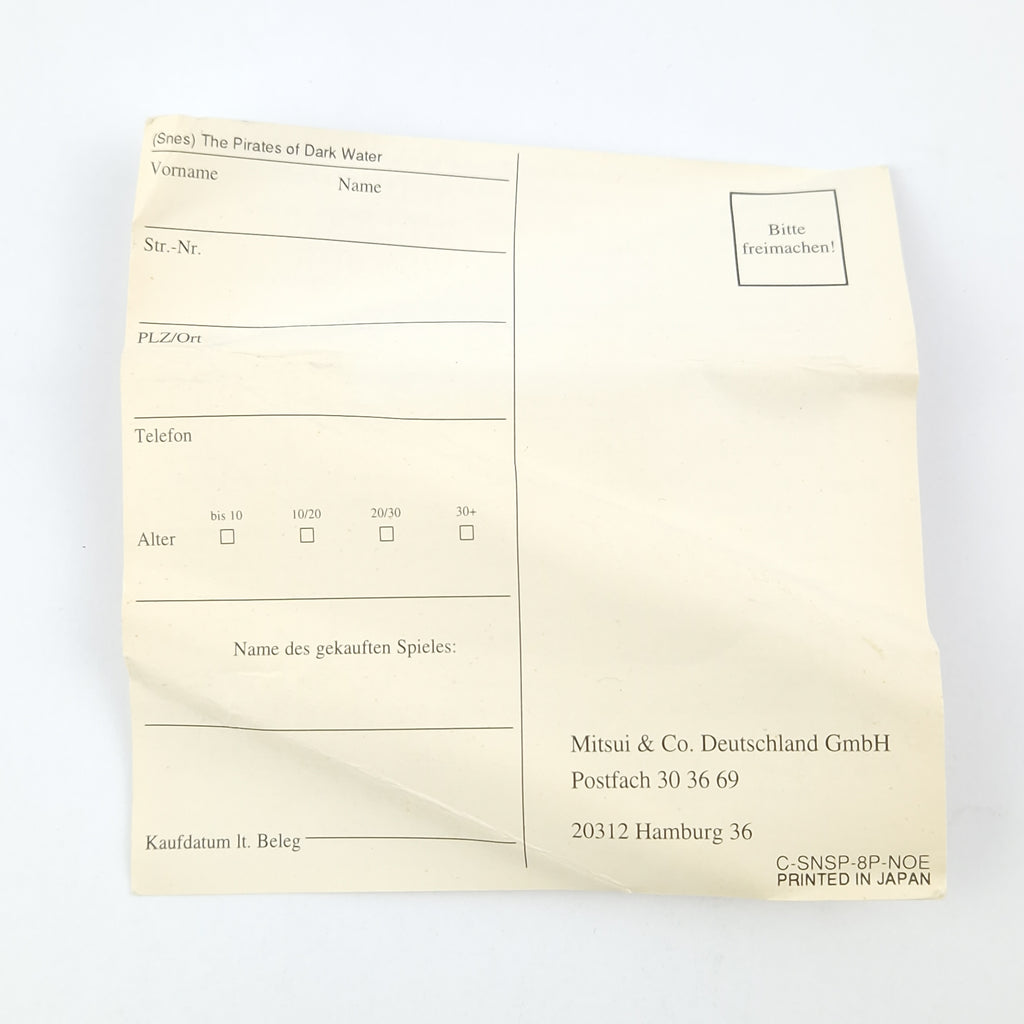 (Snes) The Pirates of Dark Water
Vorname Name
Str.-Nr.
PLZ/Ort
Telefon
bis 10 10/20 20/30 30+
Alter
Name des gekauften Spieles:
Kaufdatum lt. Beleg
Bitte
freimachen!
Mitsui & Co. Deutschland GmbH
Postfach 30 36 69
20312 Hamburg 36
C-SNSP-8P-NOE
PRINTED IN JAPAN